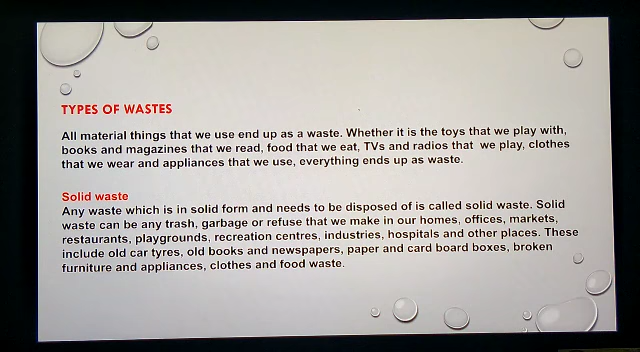 TYPES OF WASTES
All material things that we use end up as a waste. Whether it is the toys that we play with,
books and magazines that we read, food that we eat, TVs and radios that we play, clothes
that we wear and appliances that we use, everything ends up as waste.
Solid waste
Any waste which is in solid form and needs to be disposed of is called solid waste. Solid
waste can be any trash, garbage or refuse that we make in our homes, offices, markets,
restaurants, playgrounds, recreation centres, industries, hospitals and other places. These
include old car tyres, old books and newspapers, paper and card board boxes, broken
furniture and appliances, clothes and food waste.